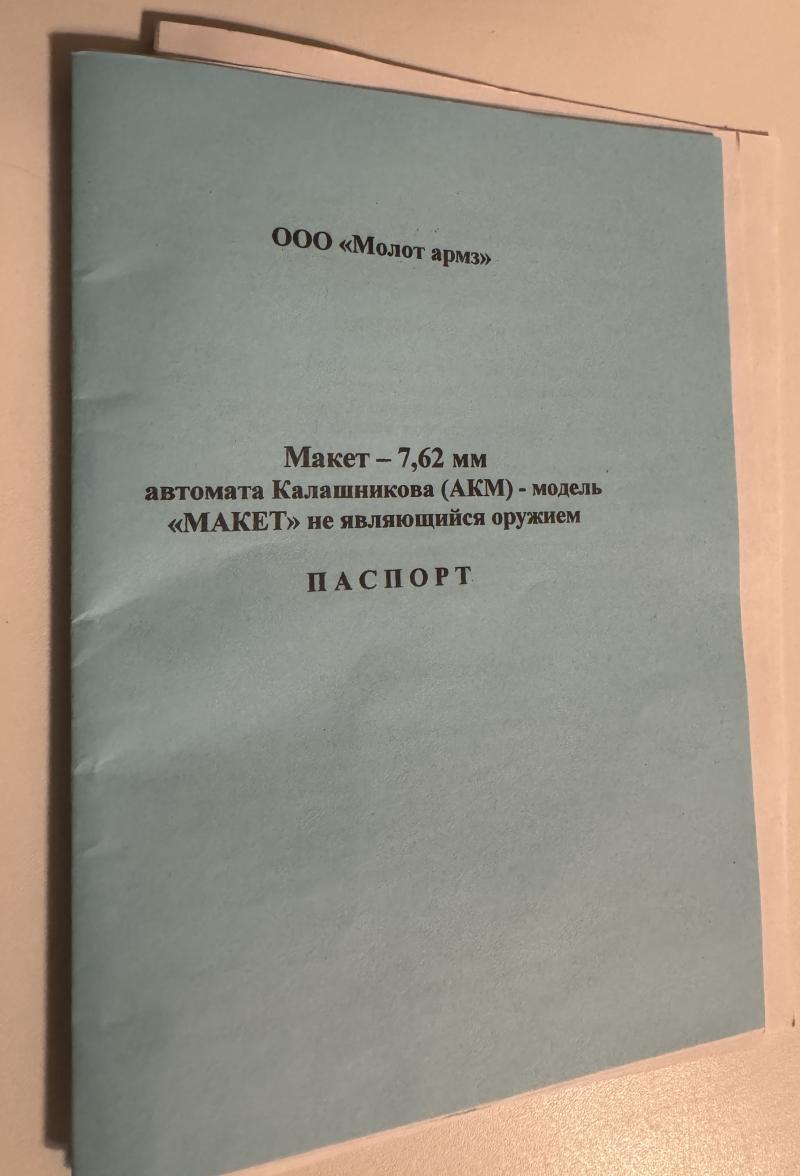 ООО «Молот армз»
Макет – 7,62 мм
автомата Калашникова (АКМ) - модель
«МАКЕТ» не являющийся оружием
ПАСПОРТ